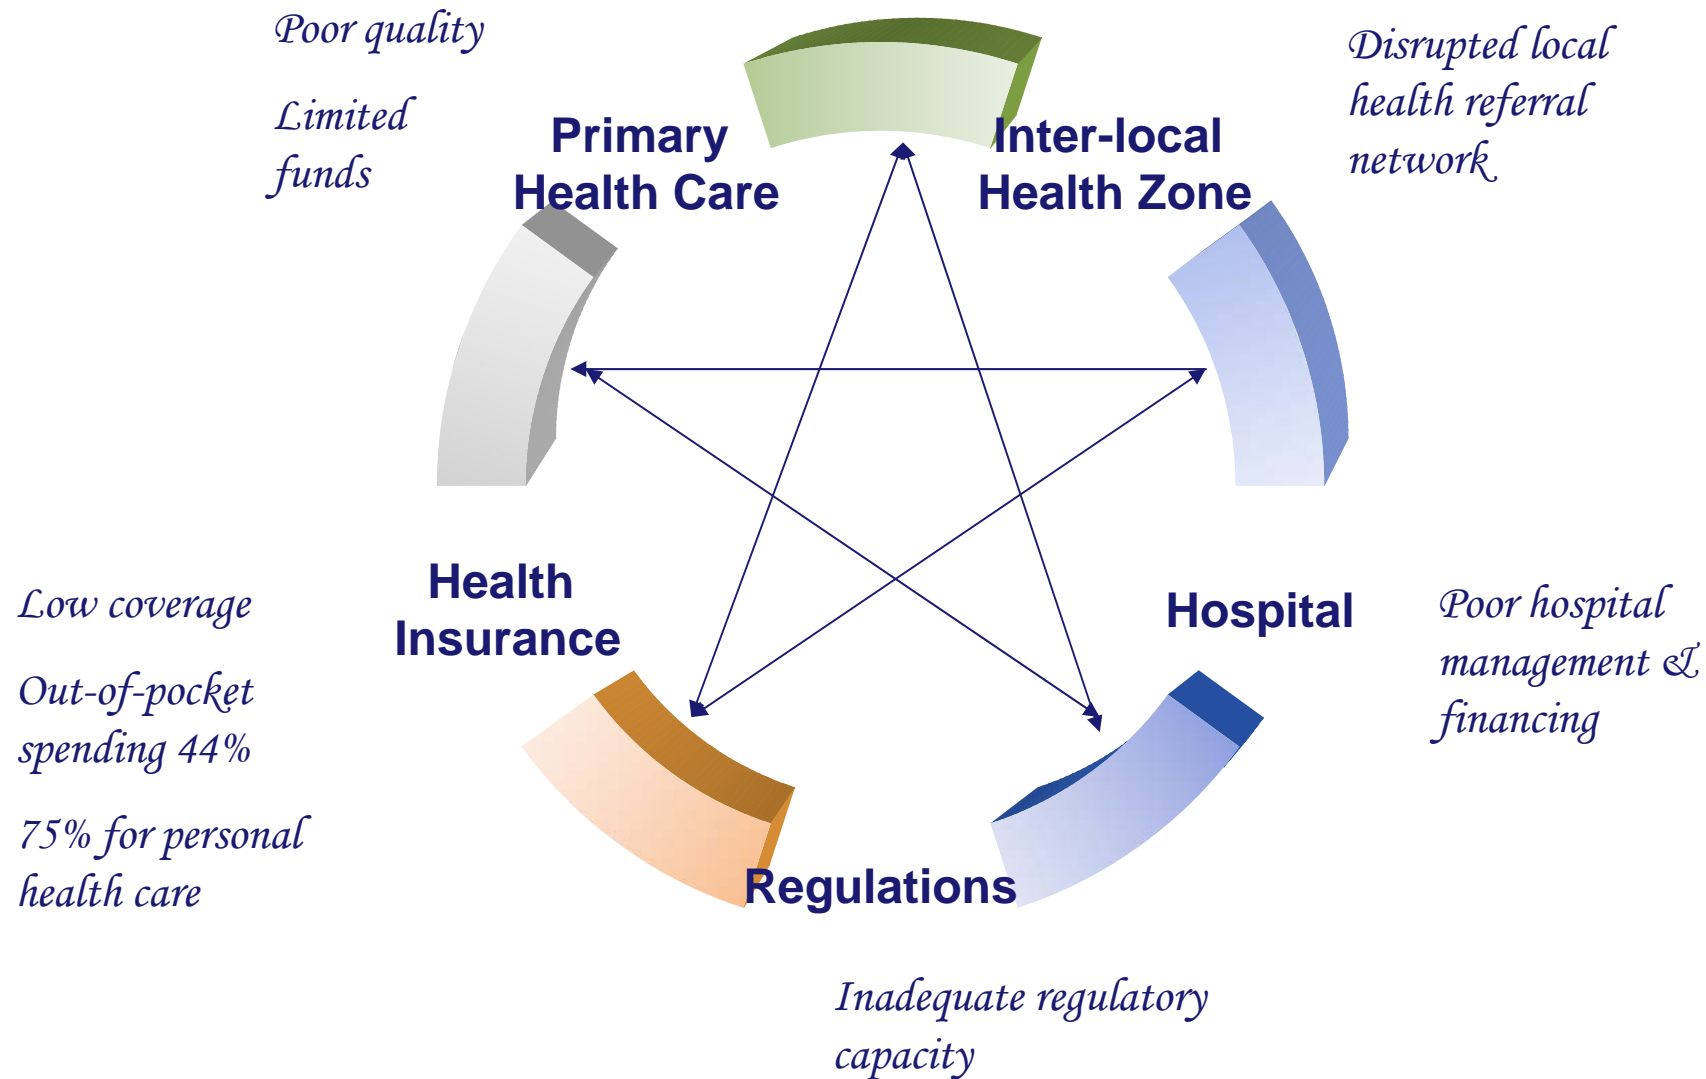 Poor quality
Limited
funds
Primary
Health Care
Inter-local
Health Zone
Disrupted local
health referral
network
Health
Insurance
Low coverage
Out-of-pocket
spending 44%
75% for personal
health care
Hospital
Poor hospital
management &
financing
Regulations
Inadequate regulatory
capacity